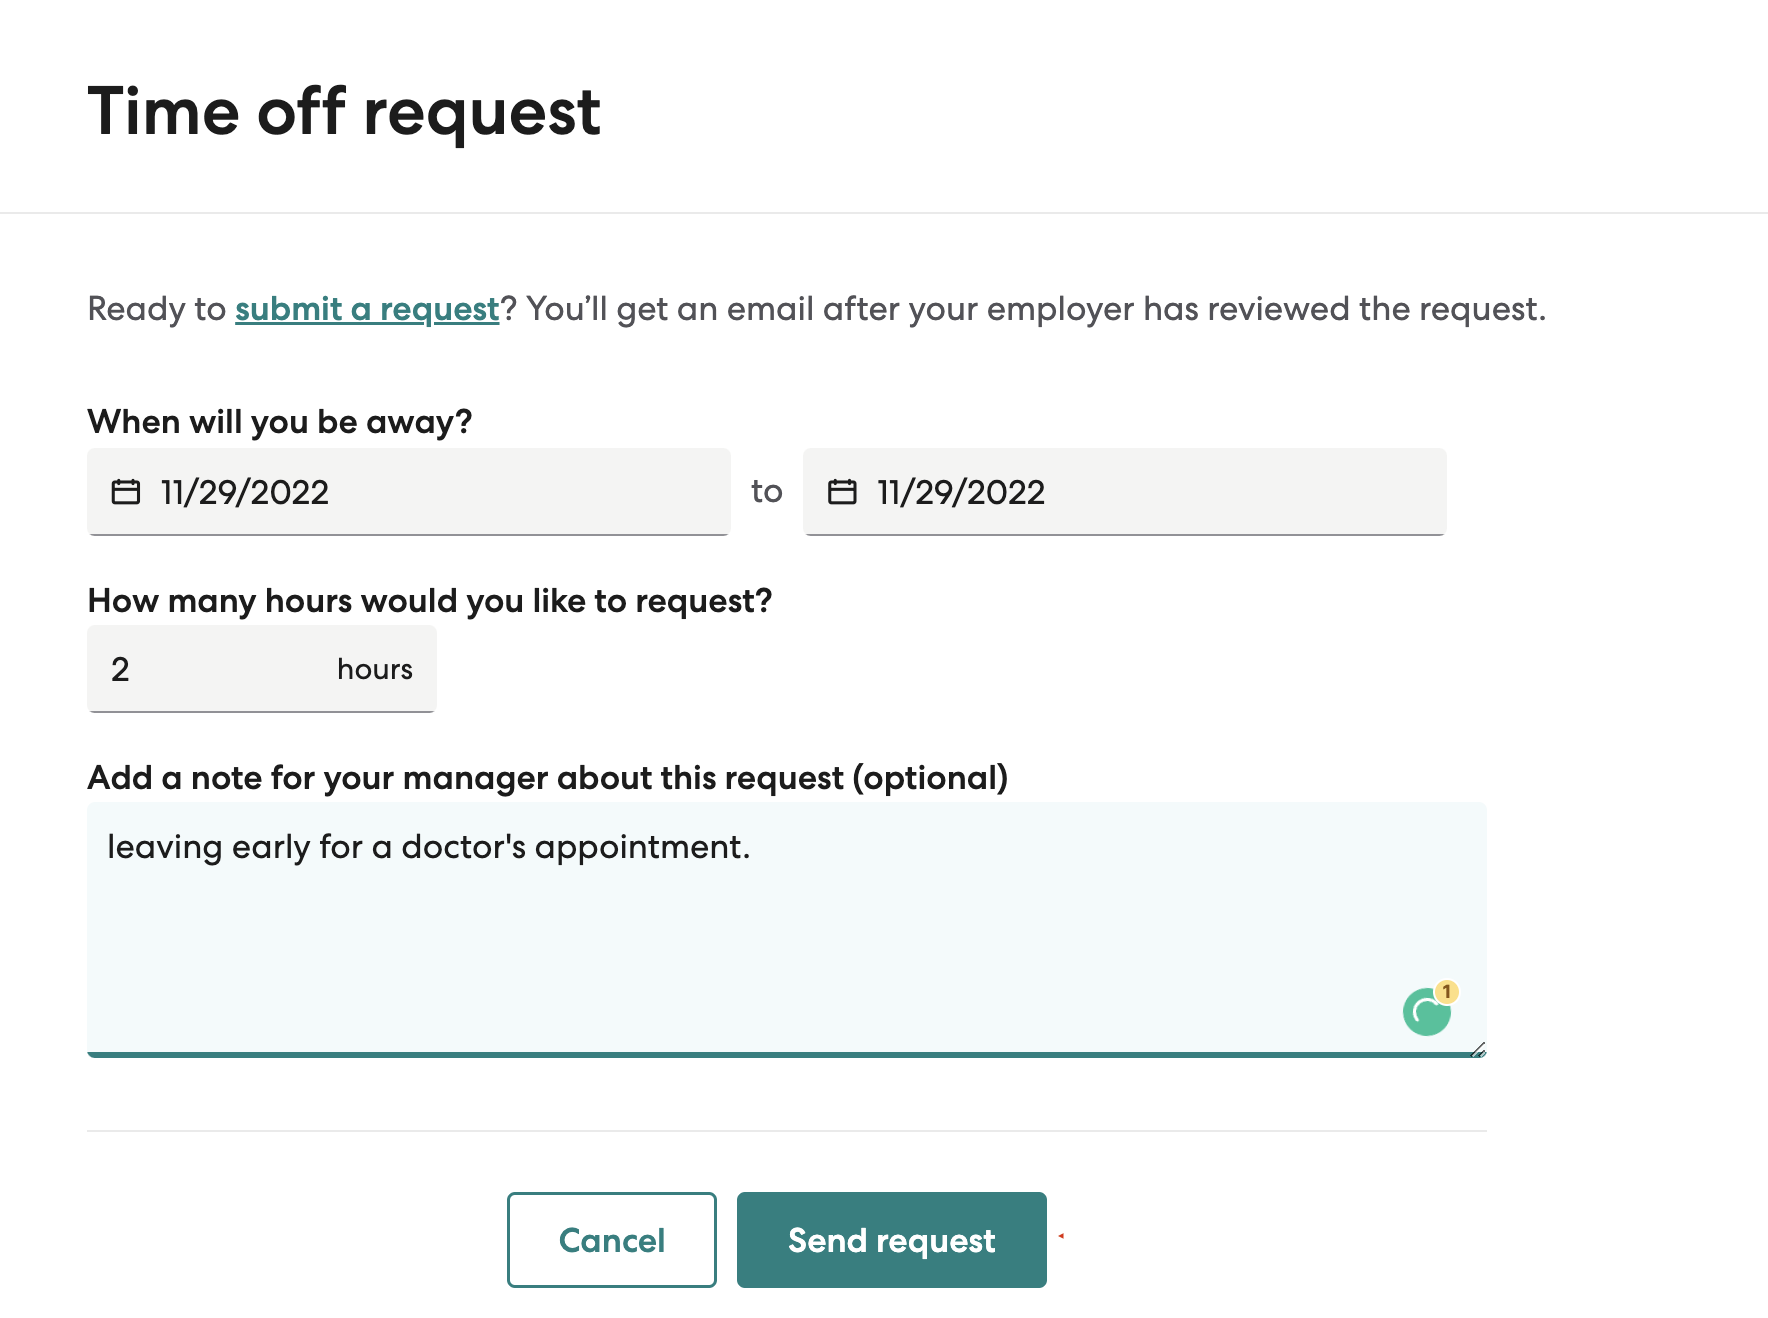 Time off request
Ready to submit a request? You’ll get an email after your employer has reviewed the request.
When will you be away?
11/29/2022 to 11/29/2022
How many hours would you like to request?
2 hours
Add a note for your manager about this request (optional)
leaving early for a doctor's appointment.
1
Cancel Send request